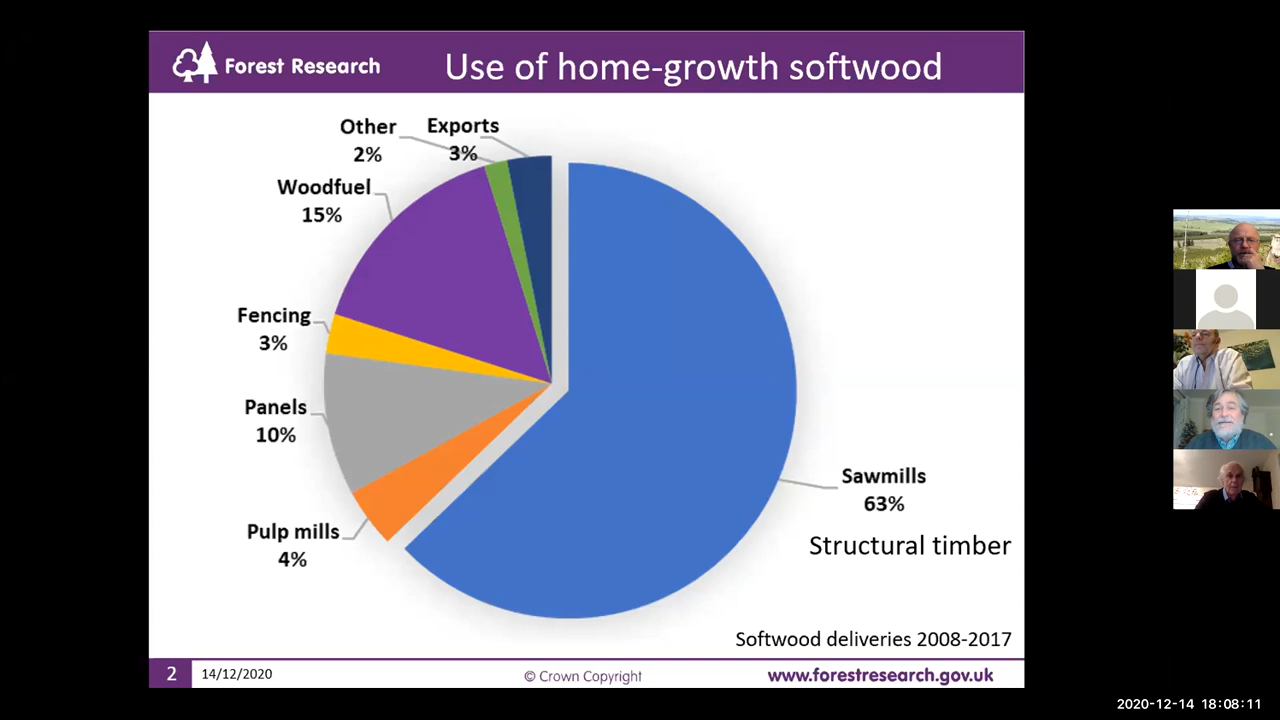 Forest Research
Use of home-growth softwood
Other
2%
Exports
3%
Woodfuel
15%
Fencing
3%
Panels
10%
Pulp mills
4%
Sawmills
63%
Structural timber
Softwood deliveries 2008-2017
2
14/12/2020
© Crown Copyright
www.forestresearch.gov.uk
2020-12-14 18:08:11